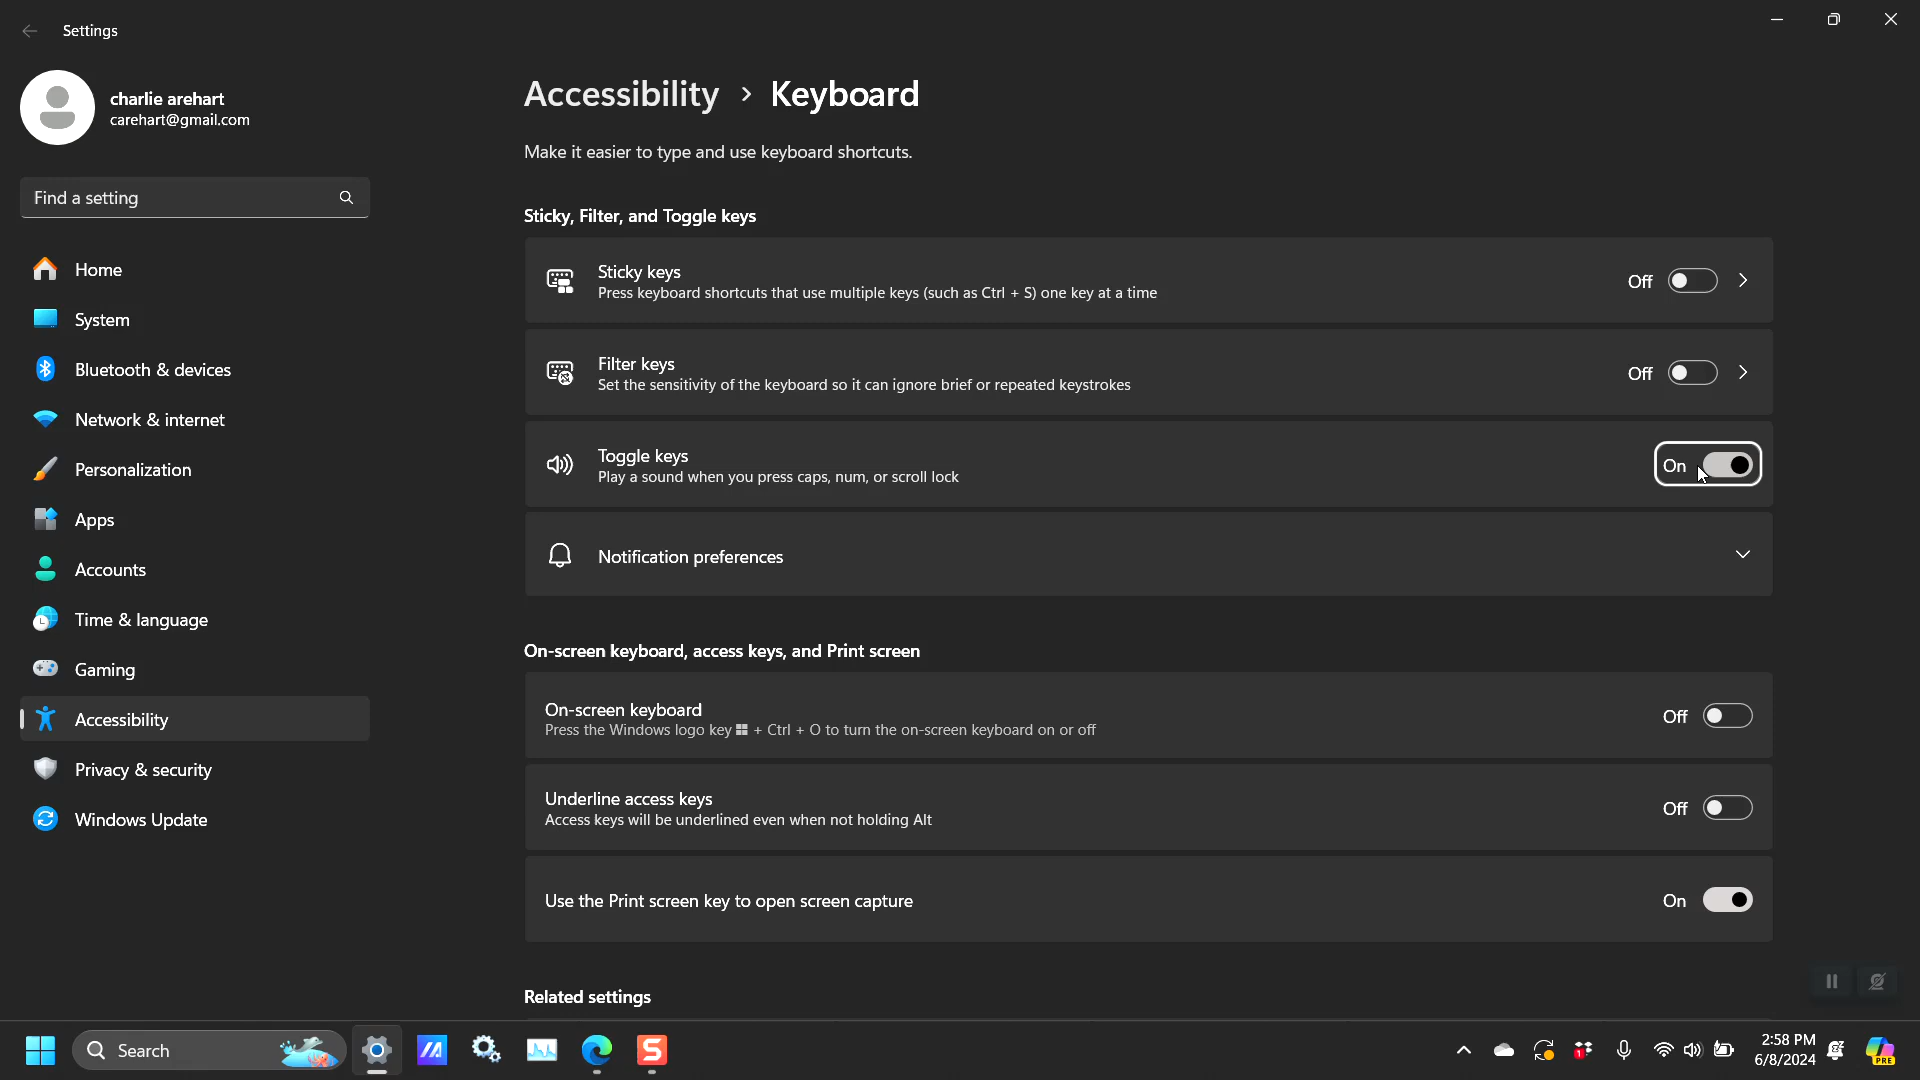 Settings
charlie arehart
carehart@gmail.com
Find a setting
Home
System
Bluetooth & devices
Network & internet
Personalization
Apps
Accounts
Time & language
Gaming
Accessibility
Privacy & security
Windows Update
Accessibility > Keyboard
Make it easier to type and use keyboard shortcuts.
Sticky, Filter, and Toggle keys
Sticky keys
Press keyboard shortcuts that use multiple keys (such as Ctrl + S) one key at a time
Off
Filter keys
Set the sensitivity of the keyboard so it can ignore brief or repeated keystrokes
Off
Toggle keys
Play a sound when you press caps, num, or scroll lock
On
Notification preferences
On-screen keyboard, access keys, and Print screen
On-screen keyboard
Press the Windows logo key + Ctrl + O to turn the on-screen keyboard on or off
Off
Underline access keys
Access keys will be underlined even when not holding Alt
Off
Use the Print screen key to open screen capture
On
Related settings
Search
S
1
2:58 PM
6/8/2024
PRE